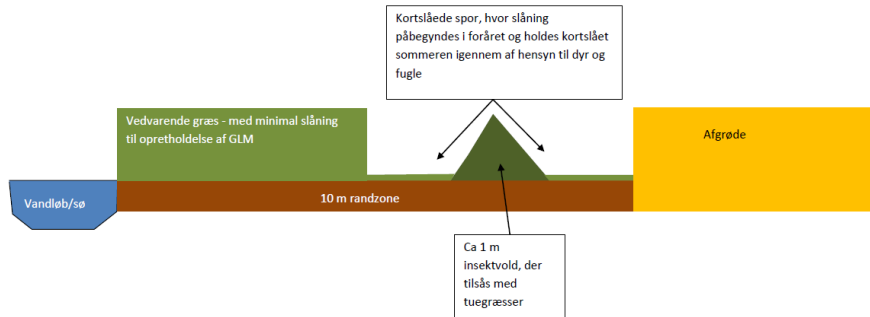 Kortslåede spor, hvor slåning
påbegyndes i foråret og holdes kortslået
sommeren igennem af hensyn til dyr og
fugle
Vedvarende græs - med minimal slåning
til opretholdelse af GLM
Afgrøde
Vandløb/sø
10 m randzone
Ca 1 m
insektvold, der
tilsås med
tuegræsser